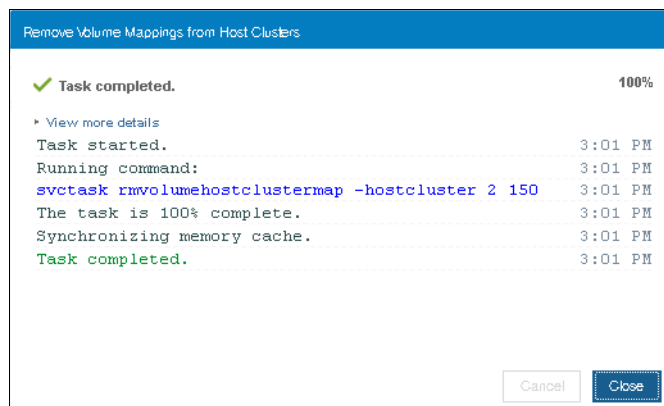 Remove Volume Mappings from Host Clusters
Task completed. 100%
View more details
Task started. 3:01 PM
Running command: 3:01 PM
svctask rmvolumehostclustermap -hostcluster 2 150 3:01 PM
The task is 100% complete. 3:01 PM
Synchronizing memory cache. 3:01 PM
Task completed. 3:01 PM
Cancel Close